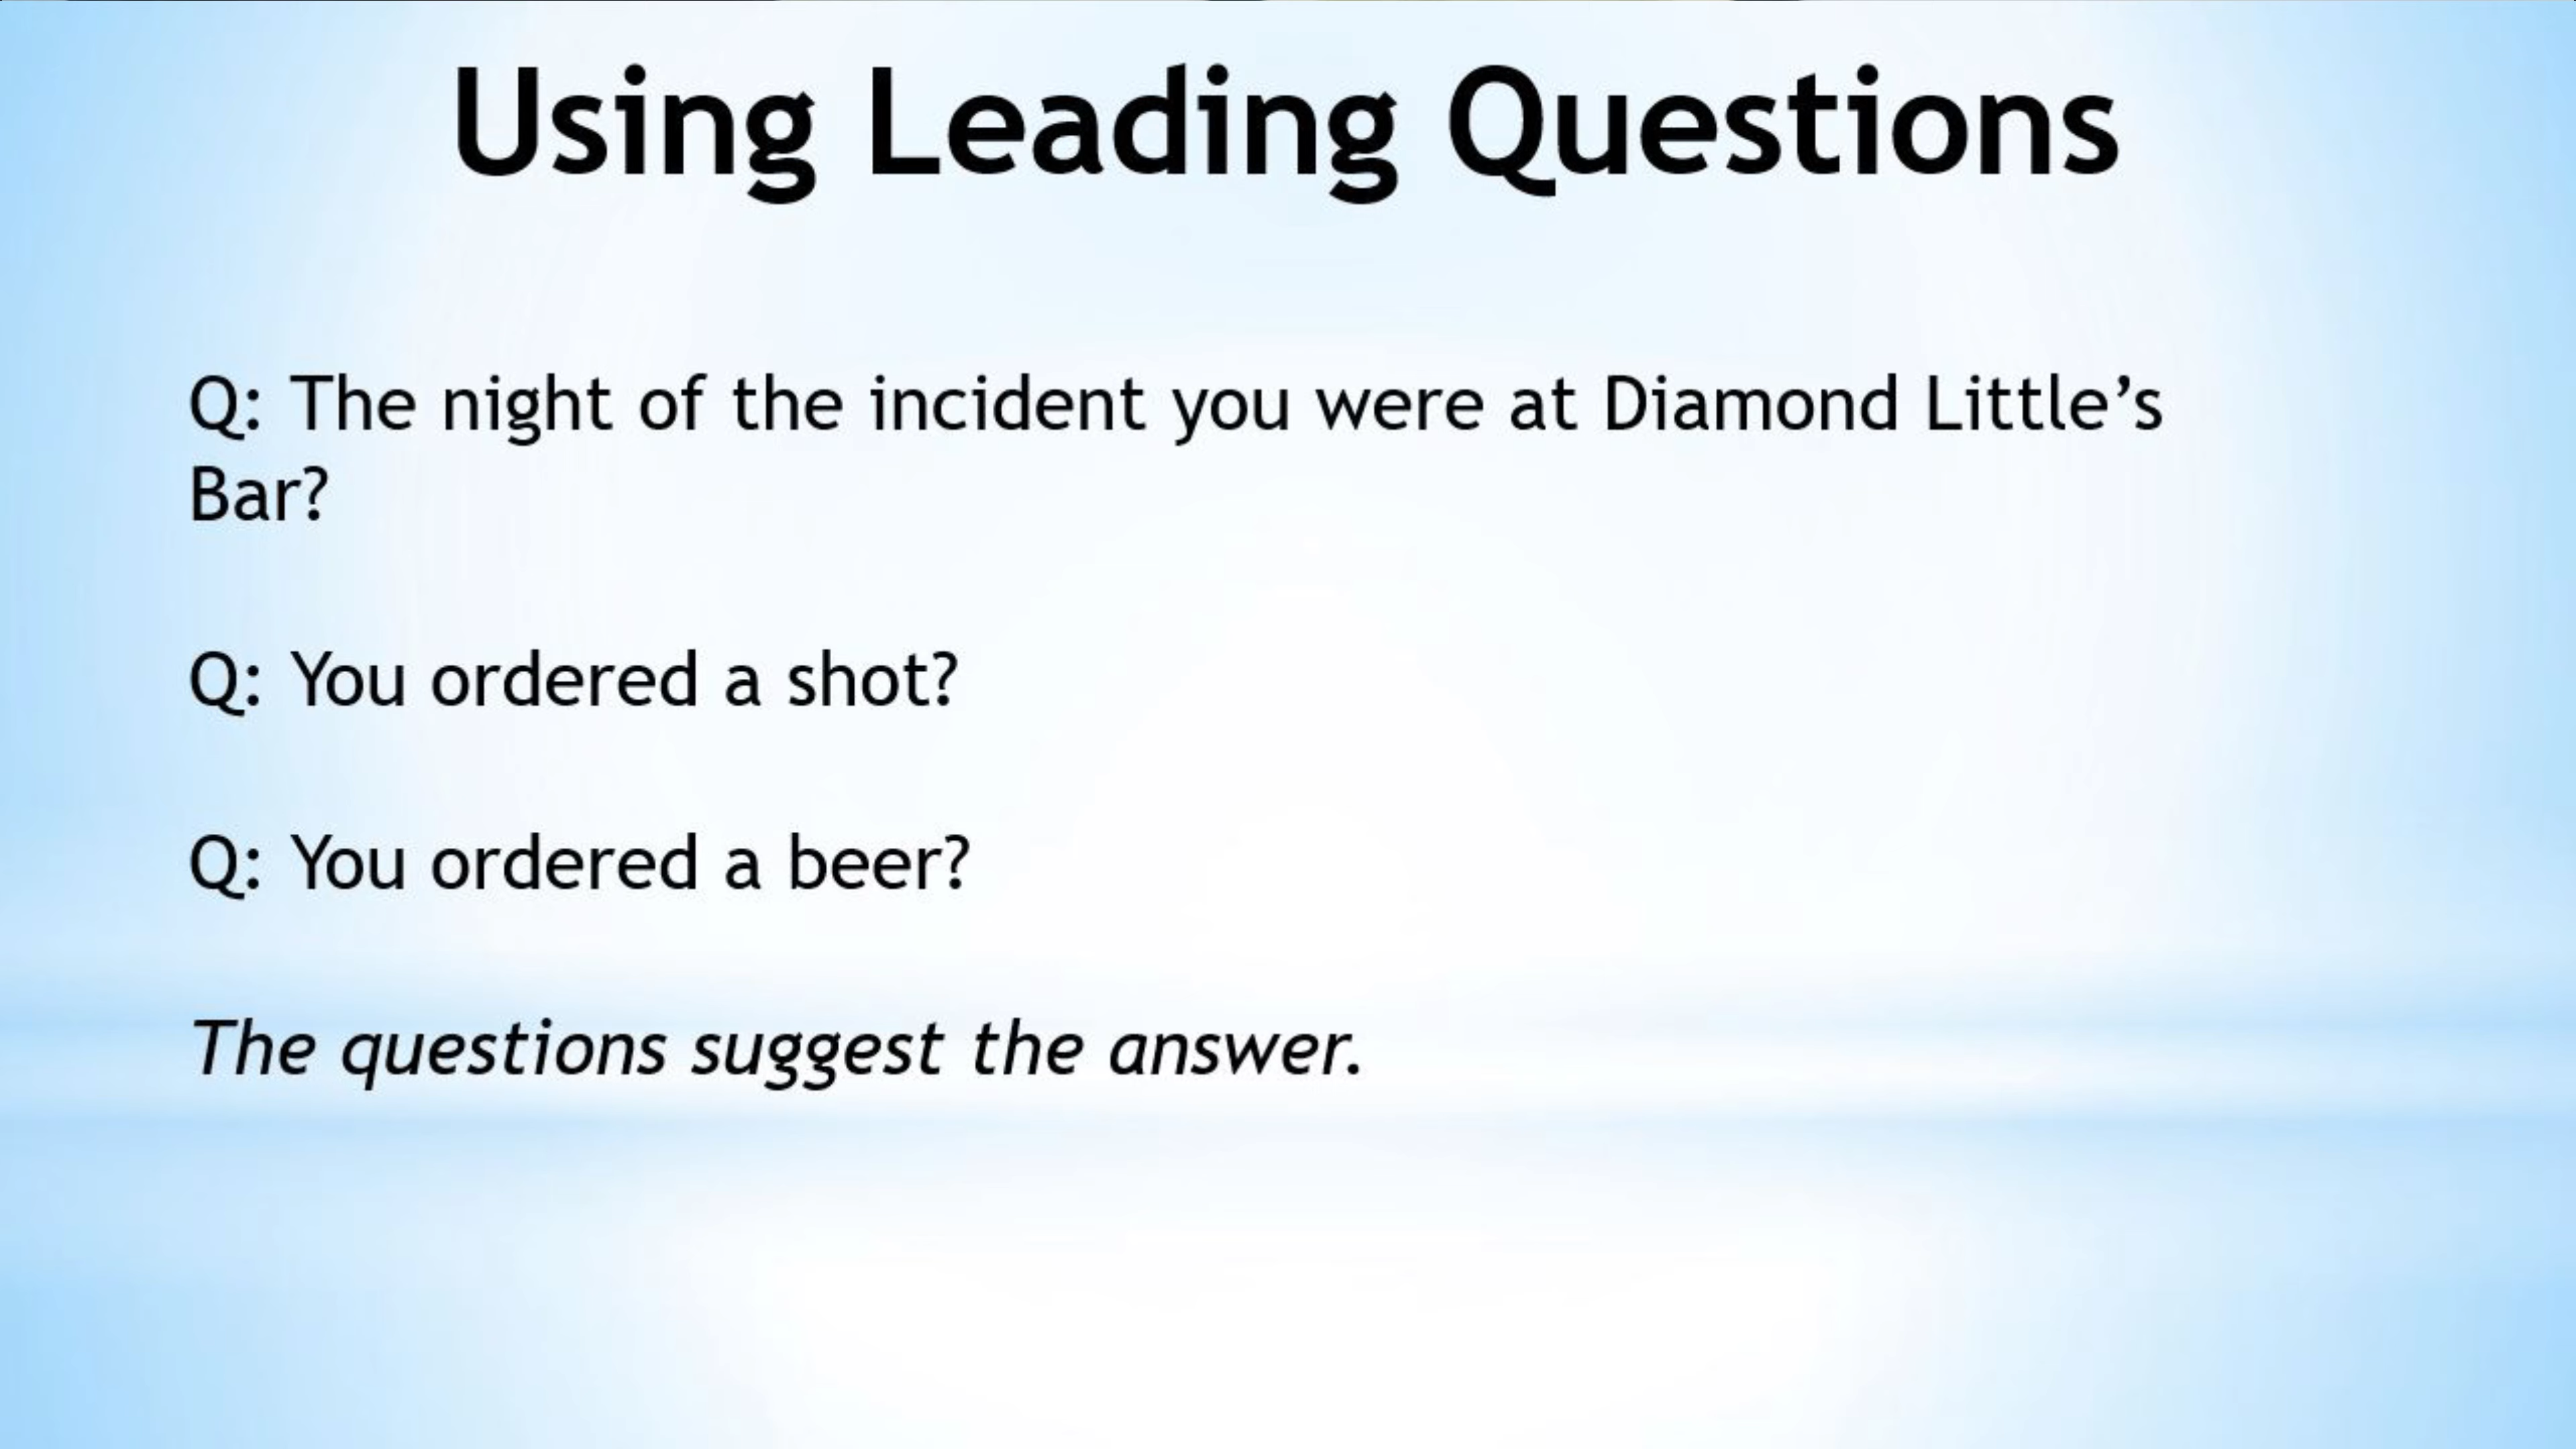 Using Leading Questions
Q: The night of the incident you were at Diamond Little’s
Bar?
Q: You ordered a shot?
Q: You ordered a beer?
The questions suggest the answer.